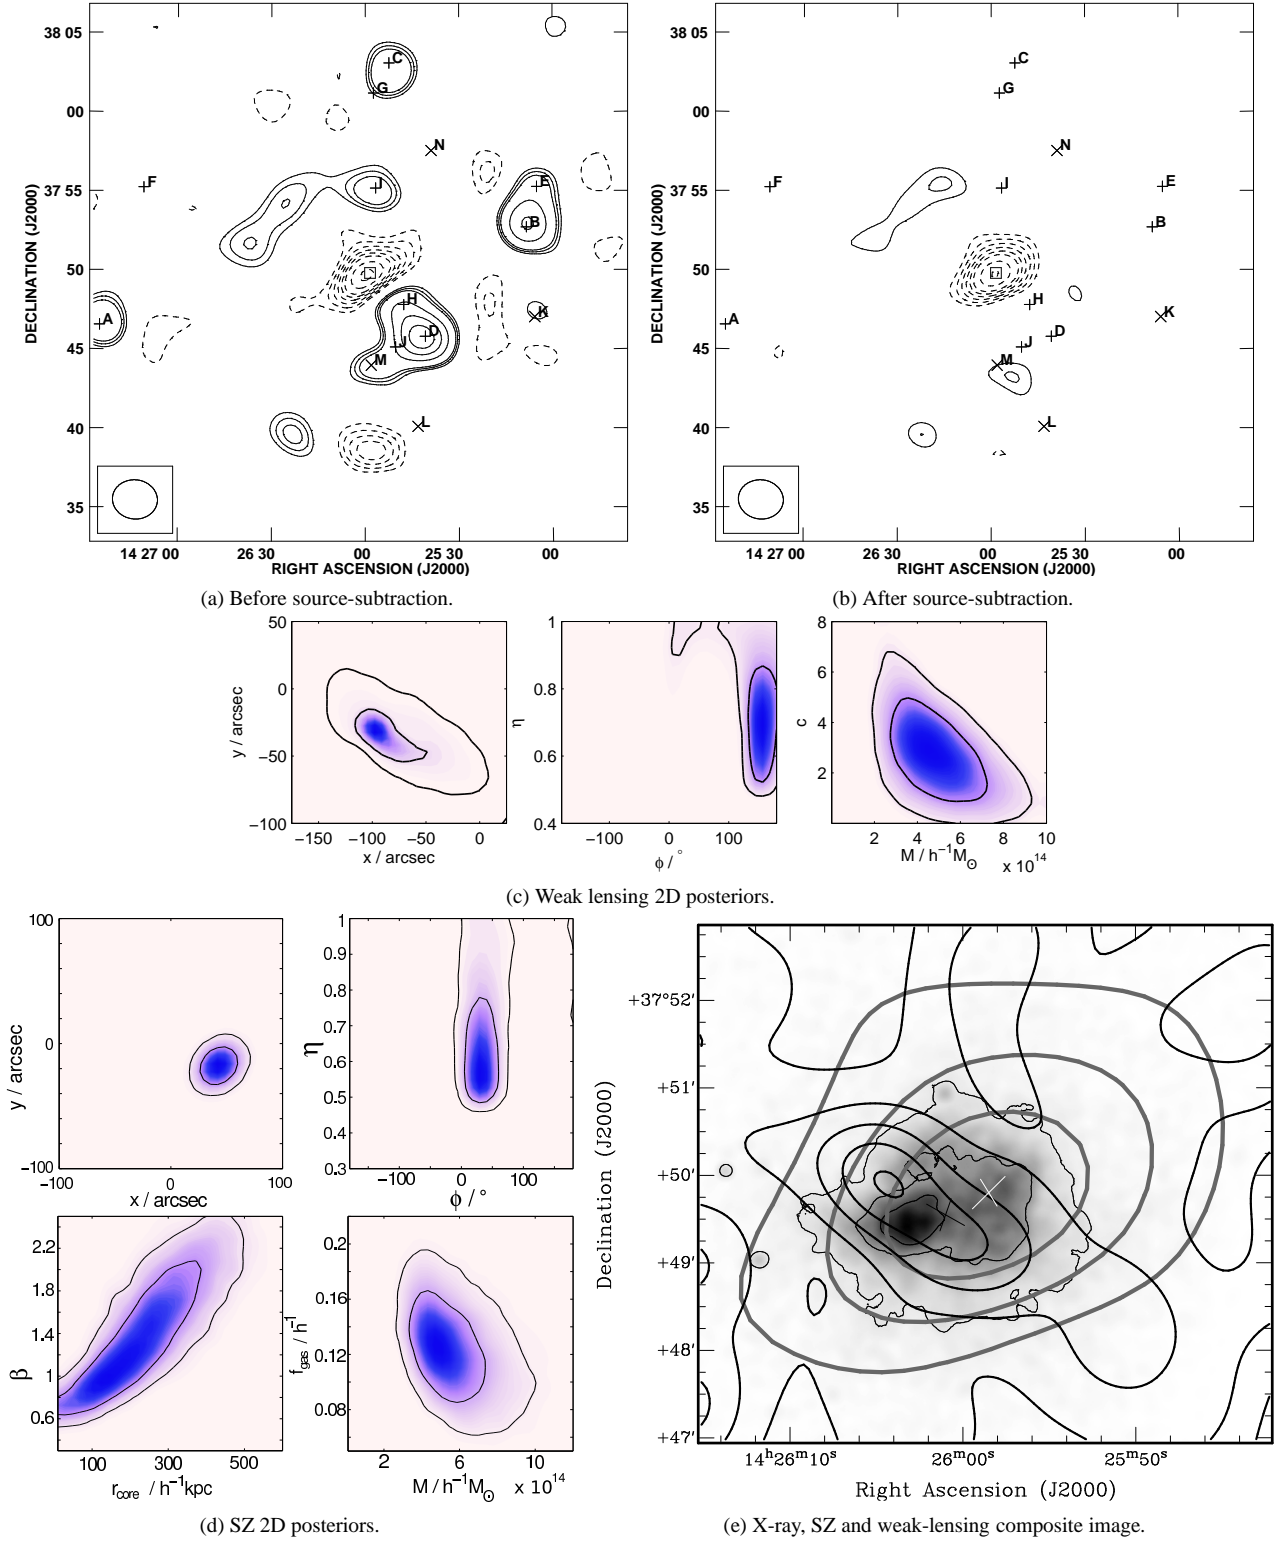 38 05
00
37 55
50
45
40
35
DECLINATION (J2000)
C
G
N
F
I
E
B
H
A
K
D
J
M
L
14 27 00
26 30
00
25 30
00
RIGHT ASCENSION (J2000)
(a) Before source-subtraction.
38 05
00
37 55
50
45
40
35
DECLINATION (J2000)
C
G
N
F
I
E
B
H
A
K
D
J
M
L
14 27 00
26 30
00
25 30
00
RIGHT ASCENSION (J2000)
(b) After source-subtraction.
50
0
−50
−100
y / arcsec
−150
−100
−50
0
x / arcsec
1
0.8
0.6
0.4
η
−100
0
100
ϕ / °
8
6
4
2
c
2
4
6
8
10
M / h⁻¹M⊙
x 10¹⁴
(c) Weak lensing 2D posteriors.
100
0
−100
y / arcsec
-100
0
100
x / arcsec
1
0.9
0.8
0.7
0.6
0.5
0.4
0.3
η
−100
0
100
ϕ / °
2.2
1.8
1.4
1
0.6
β
100
300
500
r_core / h⁻¹kpc
0.2
0.16
0.12
0.08
f_gas / h⁻¹
2
6
10
M / h⁻¹M⊙ x 10¹⁴
(d) SZ 2D posteriors.
+37°52′
+51′
+50′
+49′
+48′
+47′
Declination (J2000)
14ʰ26ᵐ10ˢ
26ᵐ00ˢ
25ᵐ50ˢ
Right Ascension (J2000)
(e) X-ray, SZ and weak-lensing composite image.